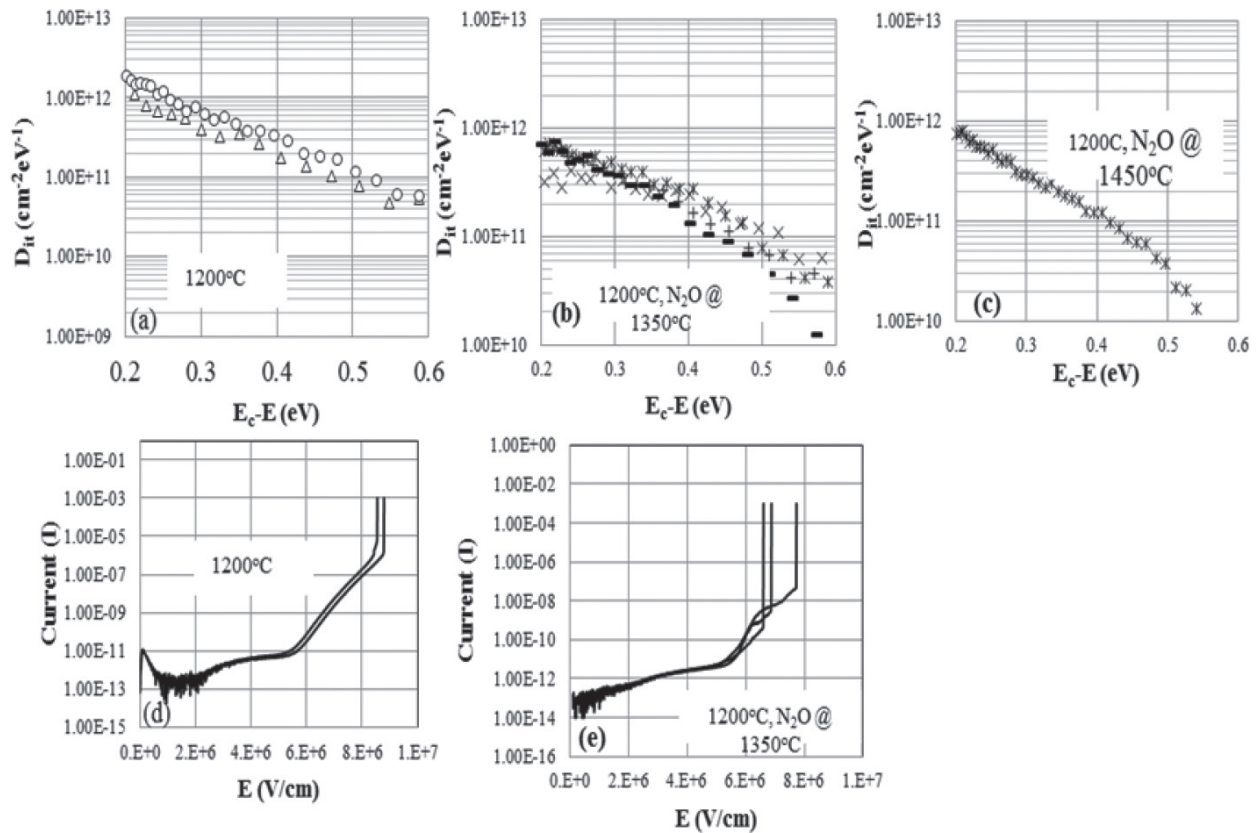 1.00E+13
1.00E+12
1.00E+11
1.00E+10
1.00E+09
D_it (cm⁻²eV⁻¹)
1200°C
(a)
0.2 0.3 0.4 0.5 0.6
E_c-E (eV)
1.00E+13
1.00E+12
1.00E+11
1.00E+10
D_it (cm⁻²eV⁻¹)
1200°C, N₂O @
1350°C
(b)
0.2 0.3 0.4 0.5 0.6
E_c-E (eV)
1.00E+13
1.00E+12
1.00E+11
1.00E+10
D_it (cm⁻²eV⁻¹)
1200C, N₂O @
1450°C
(c)
0.2 0.3 0.4 0.5 0.6
E_c-E (eV)
1.00E-01
1.00E-03
1.00E-05
1.00E-07
1.00E-09
1.00E-11
1.00E-13
1.00E-15
Current (I)
1200°C
(d)
0.E+0 2.E+6 4.E+6 6.E+6 8.E+6 1.E+7
E (V/cm)
1.00E+00
1.00E-02
1.00E-04
1.00E-06
1.00E-08
1.00E-10
1.00E-12
1.00E-14
1.00E-16
Current (I)
1200°C, N₂O @
1350°C
(e)
0.E+0 2.E+6 4.E+6 6.E+6 8.E+6 1.E+7
E (V/cm)